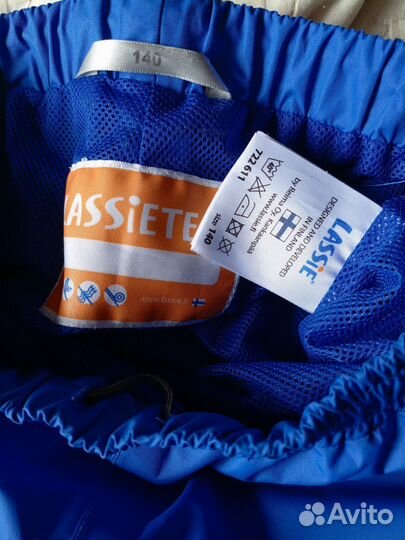 140
LASSiETE
www.lassie.fi
LASSiE
DESIGNED AND DEVELOPED
IN FINLAND
by Reima Oy, Kankaanpää
www.lassie.fi
722611
size 140
Avito